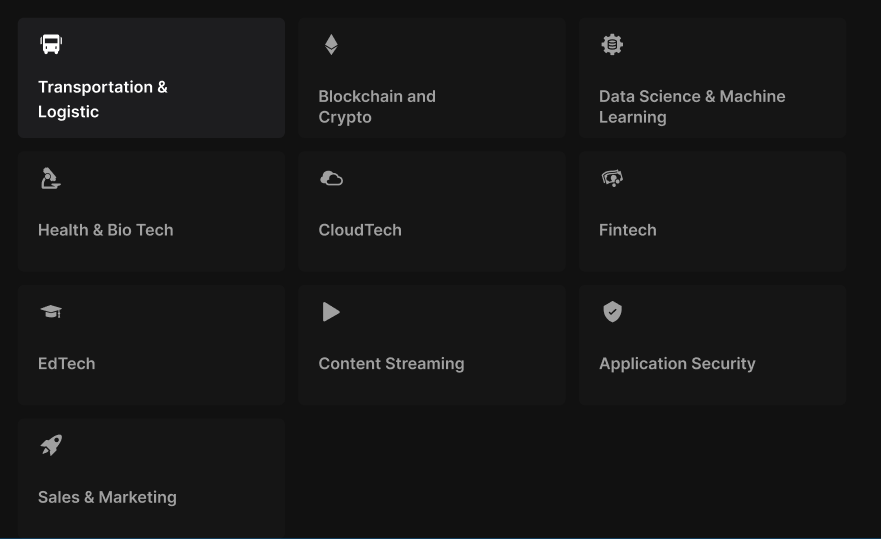 Transportation &
Logistic
Blockchain and
Crypto
Data Science & Machine
Learning
Health & Bio Tech
CloudTech
Fintech
EdTech
Content Streaming
Application Security
Sales & Marketing